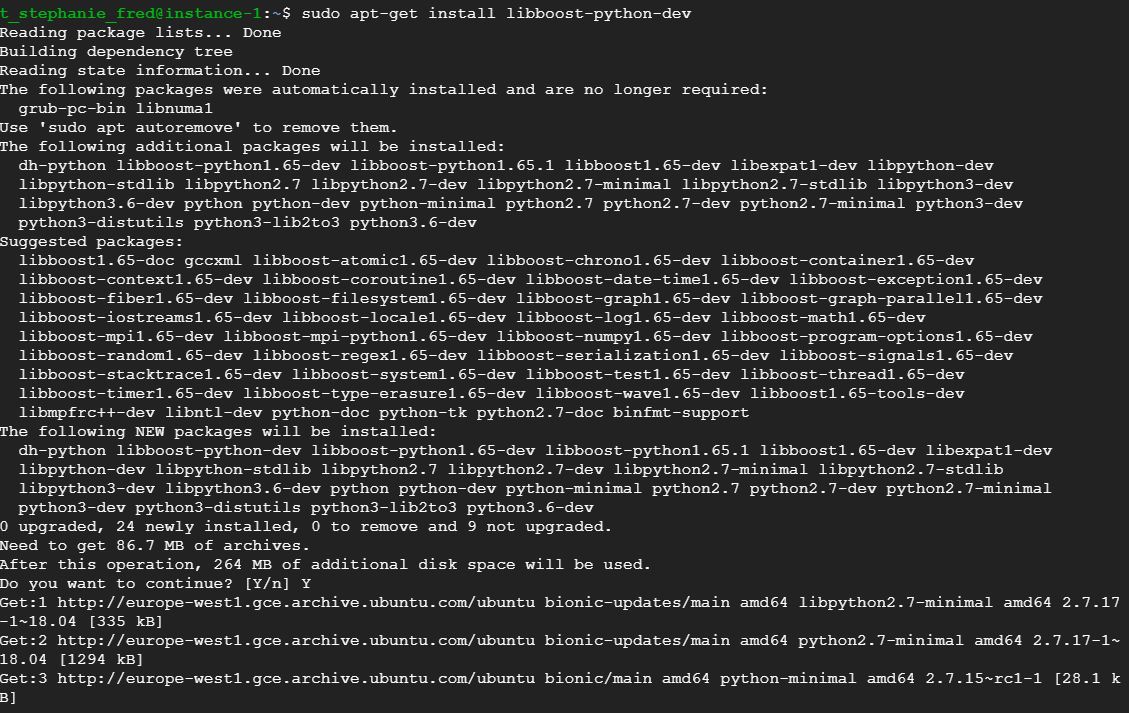 t_stephanie_fred@instance-1:~$ sudo apt-get install libboost-python-dev
Reading package lists... Done
Building dependency tree
Reading state information... Done
The following packages were automatically installed and are no longer required:
  grub-pc-bin libnuma1
Use 'sudo apt autoremove' to remove them.
The following additional packages will be installed:
  dh-python libboost-python1.65-dev libboost-python1.65.1 libboost1.65-dev libexpat1-dev libpython-dev
  libpython-stdlib libpython2.7 libpython2.7-dev libpython2.7-minimal libpython2.7-stdlib libpython3-dev
  libpython3.6-dev python python-dev python-minimal python2.7 python2.7-dev python2.7-minimal python3-dev
  python3-distutils python3-lib2to3 python3.6-dev
Suggested packages:
  libboost1.65-doc gccxml libboost-atomic1.65-dev libboost-chrono1.65-dev libboost-container1.65-dev
  libboost-context1.65-dev libboost-coroutine1.65-dev libboost-date-time1.65-dev libboost-exception1.65-dev
  libboost-fiber1.65-dev libboost-filesystem1.65-dev libboost-graph1.65-dev libboost-graph-parallel1.65-dev
  libboost-iostreams1.65-dev libboost-locale1.65-dev libboost-log1.65-dev libboost-math1.65-dev
  libboost-mpi1.65-dev libboost-mpi-python1.65-dev libboost-numpy1.65-dev libboost-program-options1.65-dev
  libboost-random1.65-dev libboost-regex1.65-dev libboost-serialization1.65-dev libboost-signals1.65-dev
  libboost-stacktrace1.65-dev libboost-system1.65-dev libboost-test1.65-dev libboost-thread1.65-dev
  libboost-timer1.65-dev libboost-type-erasure1.65-dev libboost-wave1.65-dev libboost1.65-tools-dev
  libmpfrc++-dev libntl-dev python-doc python-tk python2.7-doc binfmt-support
The following NEW packages will be installed:
  dh-python libboost-python-dev libboost-python1.65-dev libboost-python1.65.1 libboost1.65-dev libexpat1-dev
  libpython-dev libpython-stdlib libpython2.7 libpython2.7-dev libpython2.7-minimal libpython2.7-stdlib
  libpython3-dev libpython3.6-dev python python-dev python-minimal python2.7 python2.7-dev python2.7-minimal
  python3-dev python3-distutils python3-lib2to3 python3.6-dev
0 upgraded, 24 newly installed, 0 to remove and 9 not upgraded.
Need to get 86.7 MB of archives.
After this operation, 264 MB of additional disk space will be used.
Do you want to continue? [Y/n] Y
Get:1 http://europe-west1.gce.archive.ubuntu.com/ubuntu bionic-updates/main amd64 libpython2.7-minimal amd64 2.7.17
-1~18.04 [335 kB]
Get:2 http://europe-west1.gce.archive.ubuntu.com/ubuntu bionic-updates/main amd64 python2.7-minimal amd64 2.7.17-1~
18.04 [1294 kB]
Get:3 http://europe-west1.gce.archive.ubuntu.com/ubuntu bionic/main amd64 python-minimal amd64 2.7.15~rc1-1 [28.1 k
B]